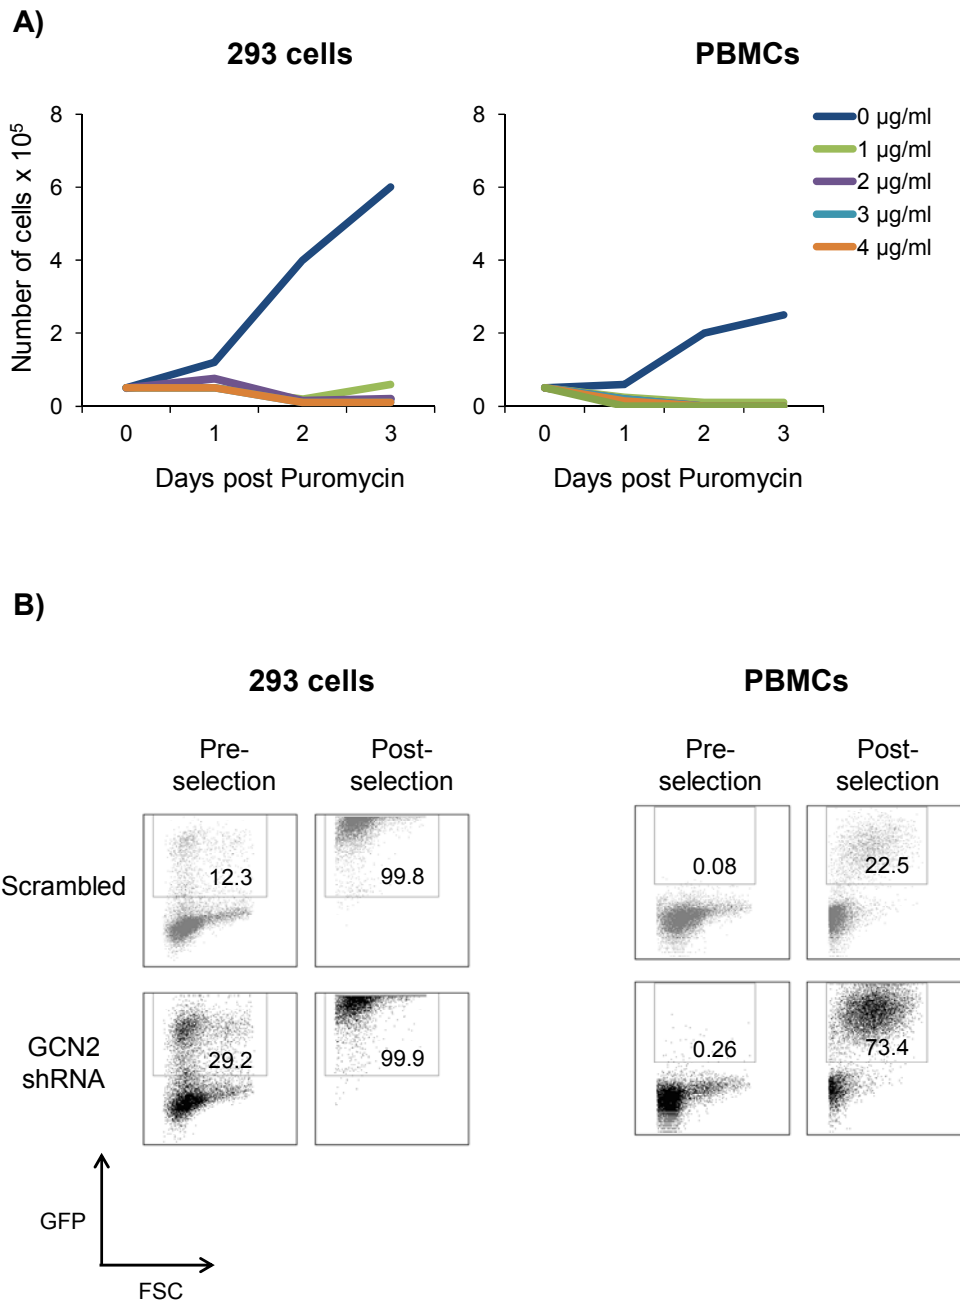 A)
293 cells
PBMCs
Number of cells x 10⁵
8
6
4
2
0
0 1 2 3
Days post Puromycin
8
6
4
2
0
0 1 2 3
Days post Puromycin
0 µg/ml
1 µg/ml
2 µg/ml
3 µg/ml
4 µg/ml
B)
293 cells
PBMCs
Pre-
selection
Post-
selection
Pre-
selection
Post-
selection
Scrambled
12.3
99.8
0.08
22.5
GCN2
shRNA
29.2
99.9
0.26
73.4
GFP
FSC